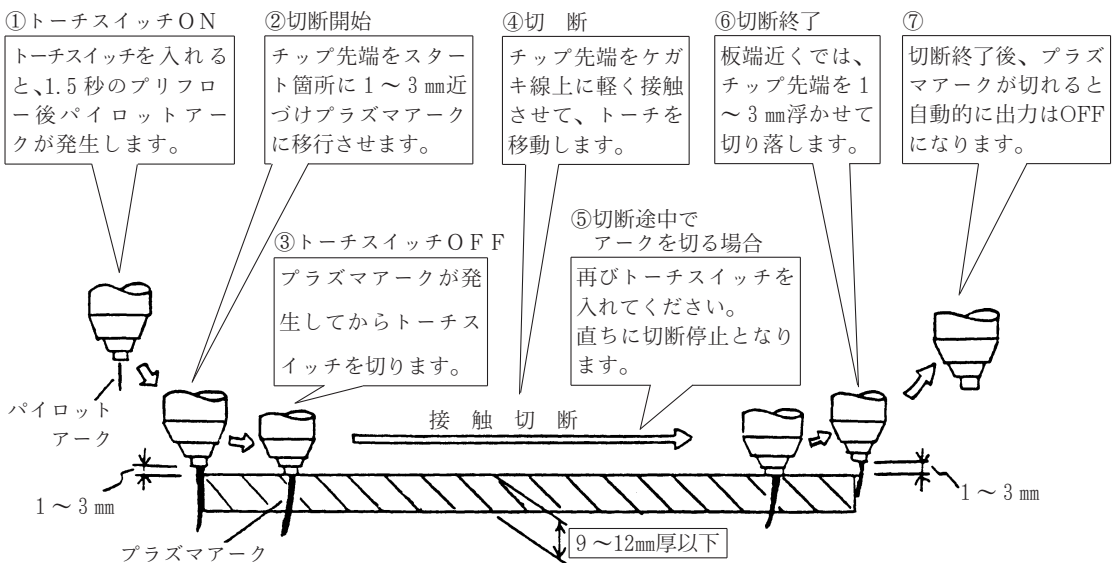 ①トーチスイッチON
トーチスイッチを入れる
と、1.5秒のプリフロ
ー後パイロットアー
クが発生します。
②切断開始
チップ先端をスター
ト箇所に1～3㎜近
づけプラズマアーク
に移行させます。
③トーチスイッチOFF
プラズマアークが発
生してからトーチス
イッチを切ります。
④切 断
チップ先端をケガ
キ線上に軽く接触
させて、トーチを
移動します。
⑤切断途中で
アークを切る場合
再びトーチスイッチを
入れてください。
直ちに切断停止となり
ます。
⑥切断終了
板端近くでは、
チップ先端を1
～3㎜浮かせて
切り落します。
⑦
切断終了後、プラズ
マアークが切れると
自動的に出力はOFF
になります。
パイロット
アーク
接 触 切 断
1～3㎜
1～3㎜
プラズマアーク
9～12㎜厚以下